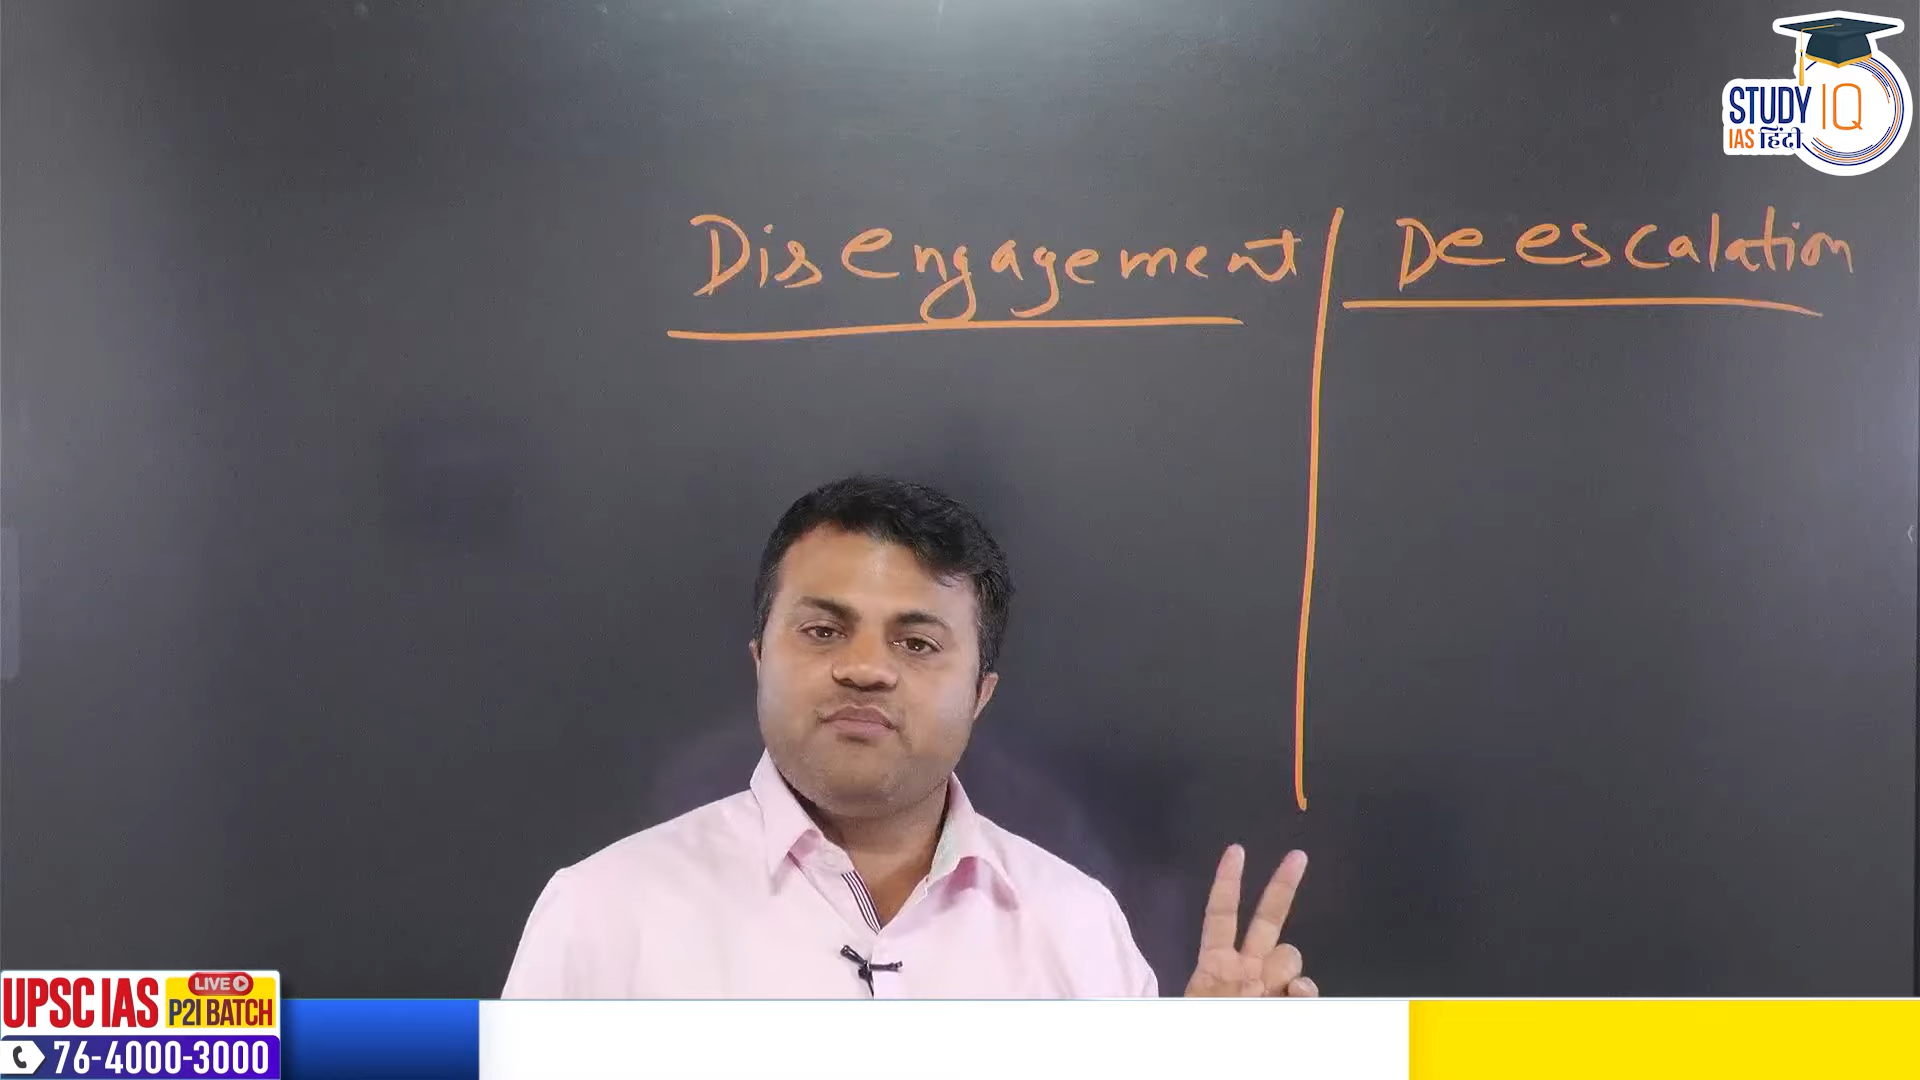 STUDY IQ
IAS हिंदी
Disengagement
Deescalation
LIVE
UPSC IAS P2I BATCH
76-4000-3000